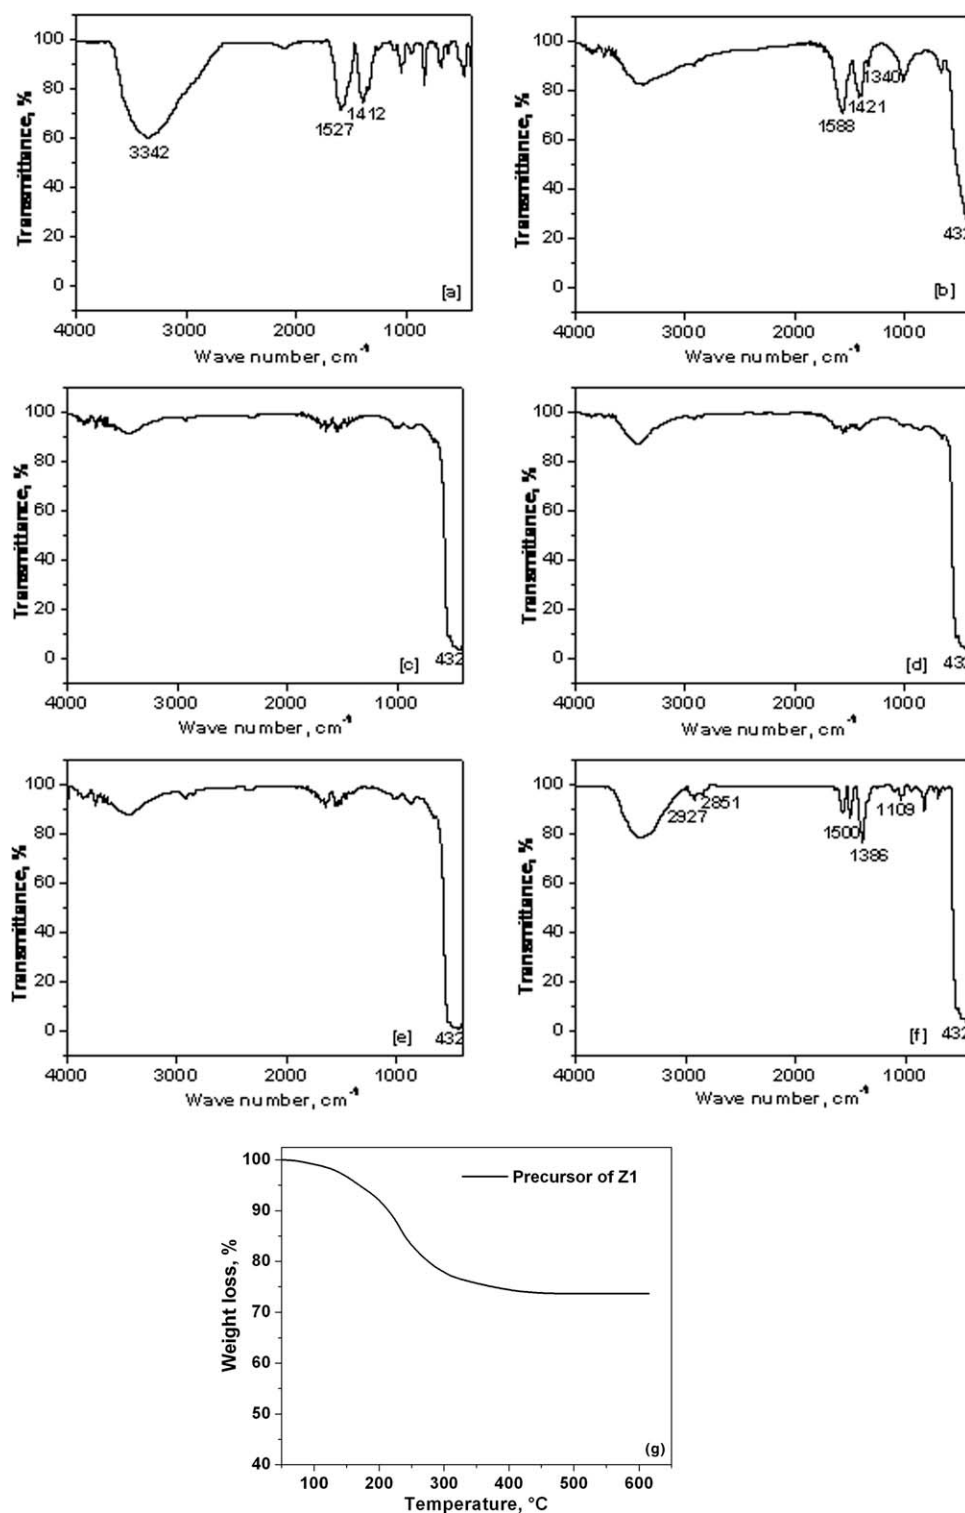 100
80
60
40
20
0
Transmittance, %
3342
1527
1412
[a]
4000 3000 2000 1000
Wave number, cm⁻¹
100
80
60
40
20
0
Transmittance, %
1588
1421
1340
432
[b]
4000 3000 2000 1000
Wave number, cm⁻¹
100
80
60
40
20
0
Transmittance, %
[c]
432
4000 3000 2000 1000
Wave number, cm⁻¹
100
80
60
40
20
0
Transmittance, %
[d]
432
4000 3000 2000 1000
Wave number, cm⁻¹
100
80
60
40
20
0
Transmittance, %
[e]
432
4000 3000 2000 1000
Wave number, cm⁻¹
100
80
60
40
20
0
Transmittance, %
2927
2851
1500
1386
1109
[f]
432
4000 3000 2000 1000
Wave number, cm⁻¹
100
90
80
70
60
50
40
Weight loss, %
Precursor of Z1
(g)
100 200 300 400 500 600
Temperature, °C